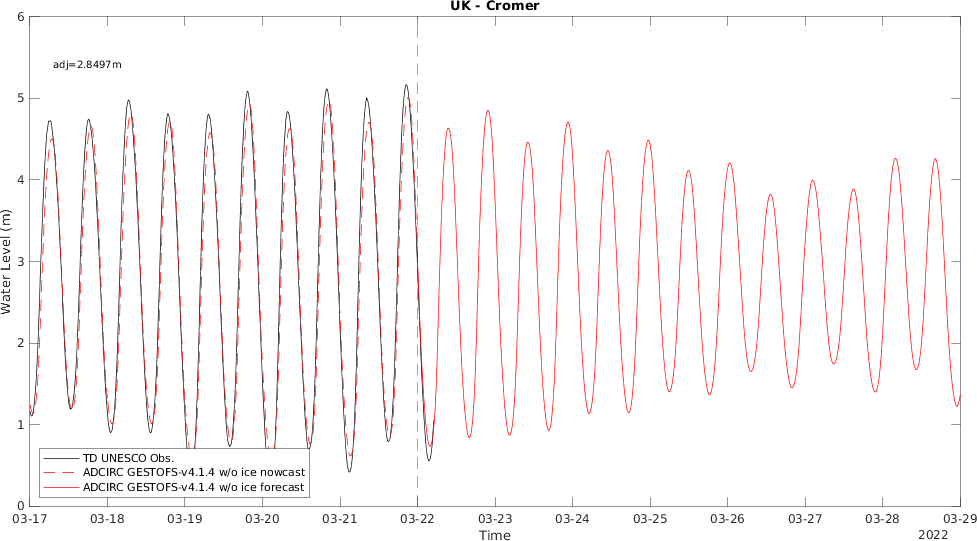 UK - Cromer
6
adj=2.8497m
5
4
3
2
1
0
Water Level (m)
TD UNESCO Obs.
ADCIRC GESTOFS-v4.1.4 w/o ice nowcast
ADCIRC GESTOFS-v4.1.4 w/o ice forecast
03-17 03-18 03-19 03-20 03-21 03-22 03-23 03-24 03-25 03-26 03-27 03-28 03-29
Time
2022